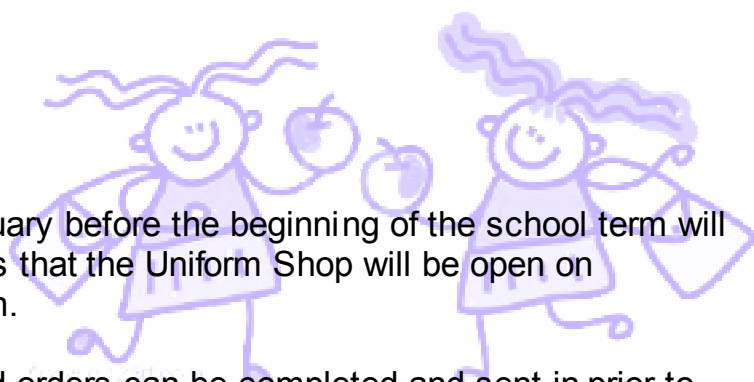 uary before the beginning of the school term will
s that the Uniform Shop will be open on
n.
d orders can be completed and sent in prior to